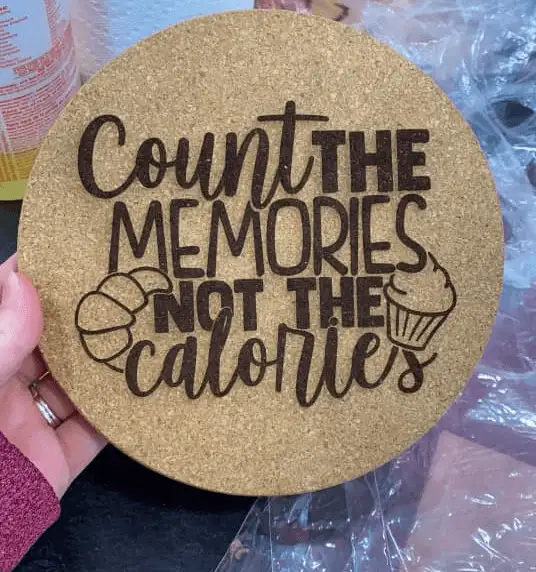 Count THE
MEMORIES
NOT THE
calories